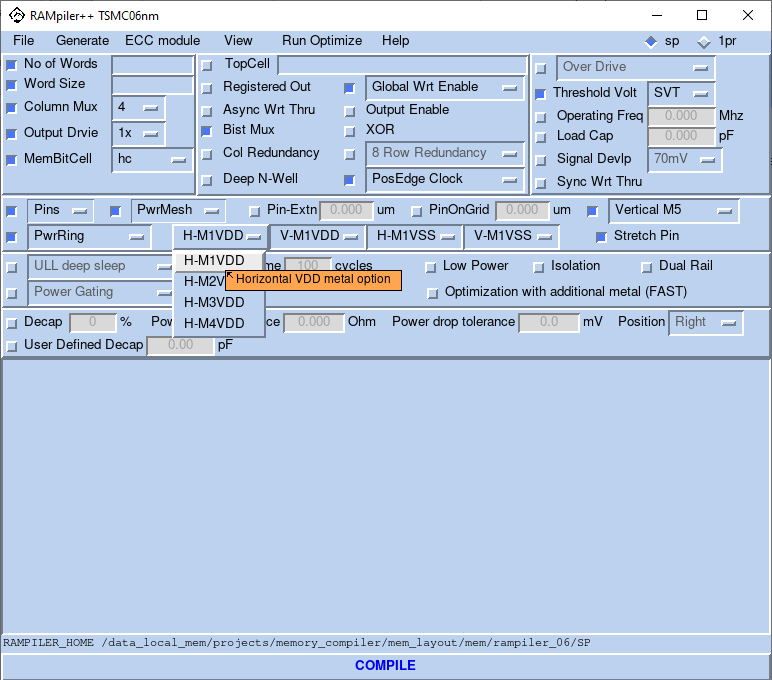 RAMpiler++ TSMC06nm
File Generate ECC module View Run Optimize Help sp 1pr
No of Words TopCell Over Drive
Word Size Registered Out Global Wrt Enable Threshold Volt SVT
Column Mux 4 Async Wrt Thru Output Enable Operating Freq 0.000 Mhz
Output Drvie 1x Bist Mux XOR Load Cap 0.000 pF
MemBitCell hc Col Redundancy 8 Row Redundancy Signal Devlp 70mV
Deep N-Well PosEdge Clock Sync Wrt Thru
Pins PwrMesh Pin-Extn 0.000 um PinOnGrid 0.000 um Vertical M5
PwrRing H-M1VDD V-M1VDD H-M1VSS V-M1VSS Stretch Pin
ULL deep sleep H-M1VDD me 100 cycles Low Power Isolation Dual Rail
H-M2V Horizontal VDD metal option
Power Gating H-M3VDD Optimization with additional metal (FAST)
Decap 0 % Pow H-M4VDD ce 0.000 Ohm Power drop tolerance 0.0 mV Position Right
User Defined Decap 0.00 pF
RAMPILER_HOME /data_local_mem/projects/memory_compiler/mem_layout/mem/rampiler_06/SP
COMPILE